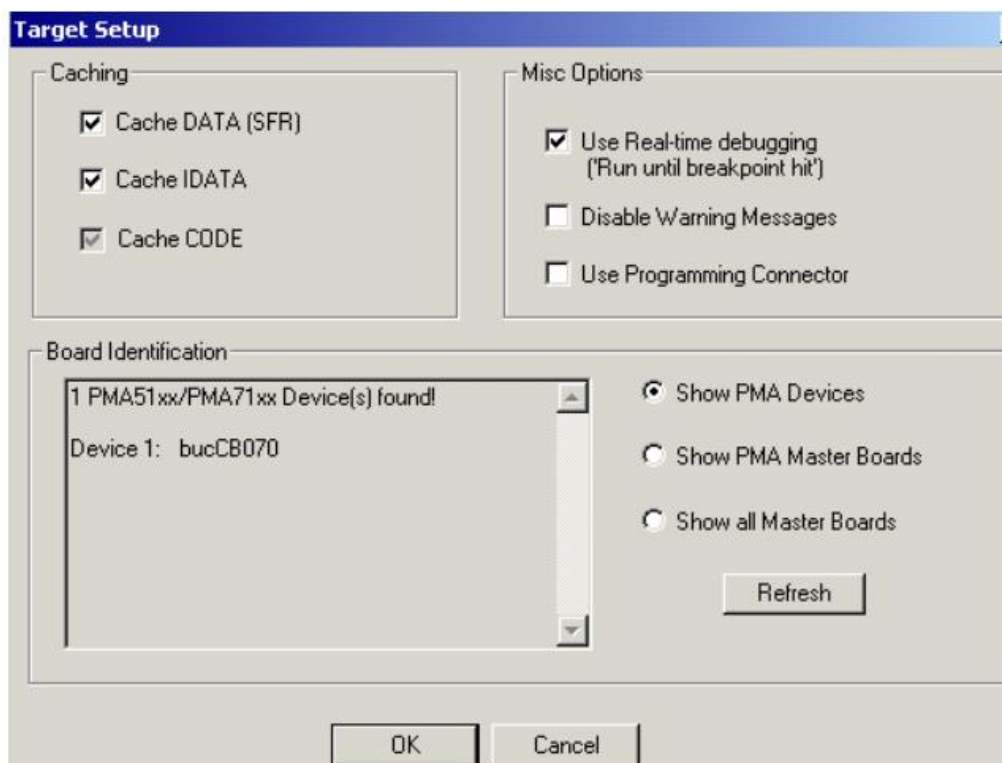 Target Setup
Caching
Cache DATA (SFR)
Cache IDATA
Cache CODE
Misc Options
Use Real-time debugging
('Run until breakpoint hit')
Disable Warning Messages
Use Programming Connector
Board Identification
1 PMA51xx/PMA71xx Device(s) found!
Device 1: bucCB070
Show PMA Devices
Show PMA Master Boards
Show all Master Boards
Refresh
OK
Cancel